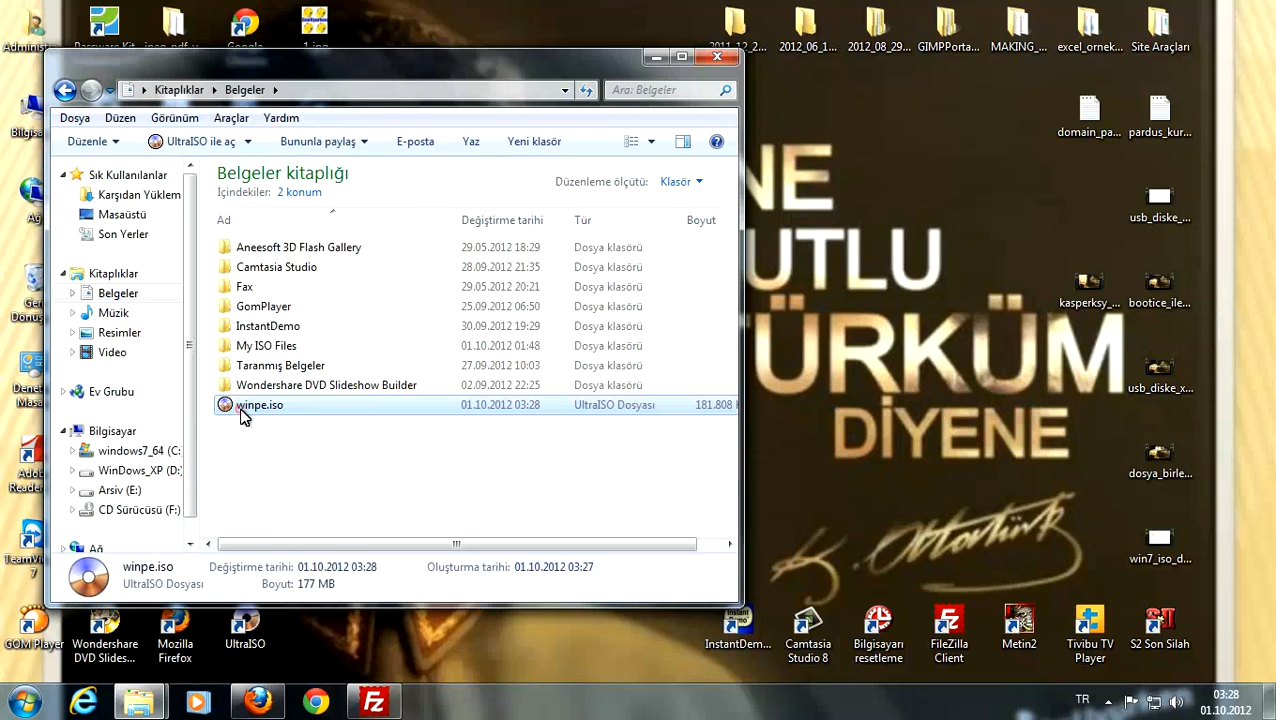 Administra...
Passware Kit
jpeg_pdf_v...
Google
1.jpg
2011_12_2...
2012_06_1...
2012_08_29...
GIMPPorta...
MAKING_...
excel_ornek...
Site Araçları
Kitaplıklar
Belgeler
Ara: Belgeler
Dosya
Düzen
Görünüm
Araçlar
Yardım
Düzenle
UltraISO ile aç
Bununla paylaş
E-posta
Yaz
Yeni klasör
Sık Kullanılanlar
Karşıdan Yüklem
Masaüstü
Son Yerler
Kitaplıklar
Belgeler
Müzik
Resimler
Video
Ev Grubu
Bilgisayar
windows7_64 (C:
WinDows_XP (D:)
Arsiv (E:)
CD Sürücüsü (F:)
Ağ
Belgeler kitaplığı
İçindekiler: 2 konum
Düzenleme ölçütü: Klasör
Ad
Değiştirme tarihi
Tür
Boyut
Aneesoft 3D Flash Gallery 29.05.2012 18:29 Dosya klasörü
Camtasia Studio 28.09.2012 21:35 Dosya klasörü
Fax 29.05.2012 20:21 Dosya klasörü
GomPlayer 25.09.2012 06:50 Dosya klasörü
InstantDemo 30.09.2012 19:29 Dosya klasörü
My ISO Files 01.10.2012 01:48 Dosya klasörü
Taranmış Belgeler 27.09.2012 10:03 Dosya klasörü
Wondershare DVD Slideshow Builder 02.09.2012 22:25 Dosya klasörü
winpe.iso 01.10.2012 03:28 UltraISO Dosyası 181.808
winpe.iso Değiştirme tarihi: 01.10.2012 03:28 Oluşturma tarihi: 01.10.2012 03:27
UltraISO Dosyası Boyut: 177 MB
NE
UTLU
TÜRKÜM
DİYENE
K. Atatürk
domain_pa...
pardus_kur...
usb_diske_...
kasperksy_...
bootice_ile...
usb_diske_x...
dosya_birle...
win7_iso_d...
Ağ
GOM Player
Wondershare DVD Slides...
Mozilla Firefox
UltraISO
InstantDem...
Camtasia Studio 8
Bilgisayarı resetleme
FileZilla Client
Metin2
Tivibu TV Player
S2 Son Silah
TR
03:28
01.10.2012